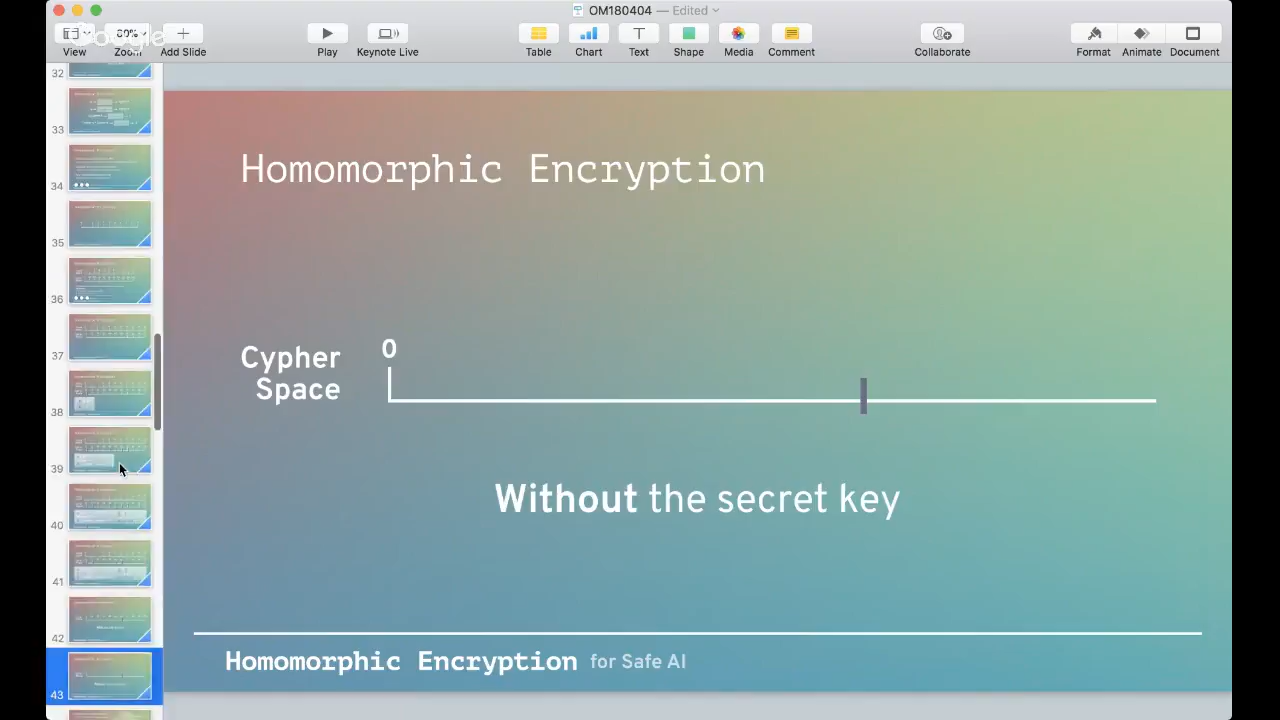 OM180404 — Edited
Google
View
80%
Zoom
Add Slide
Play
Keynote Live
Table
Chart
Text
Shape
Media
Comment
Collaborate
Format
Animate
Document
32
33
34
35
36
37
38
39
40
41
42
43
Homomorphic Encryption
Cypher
Space
0
Without the secret key
Homomorphic Encryption for Safe AI